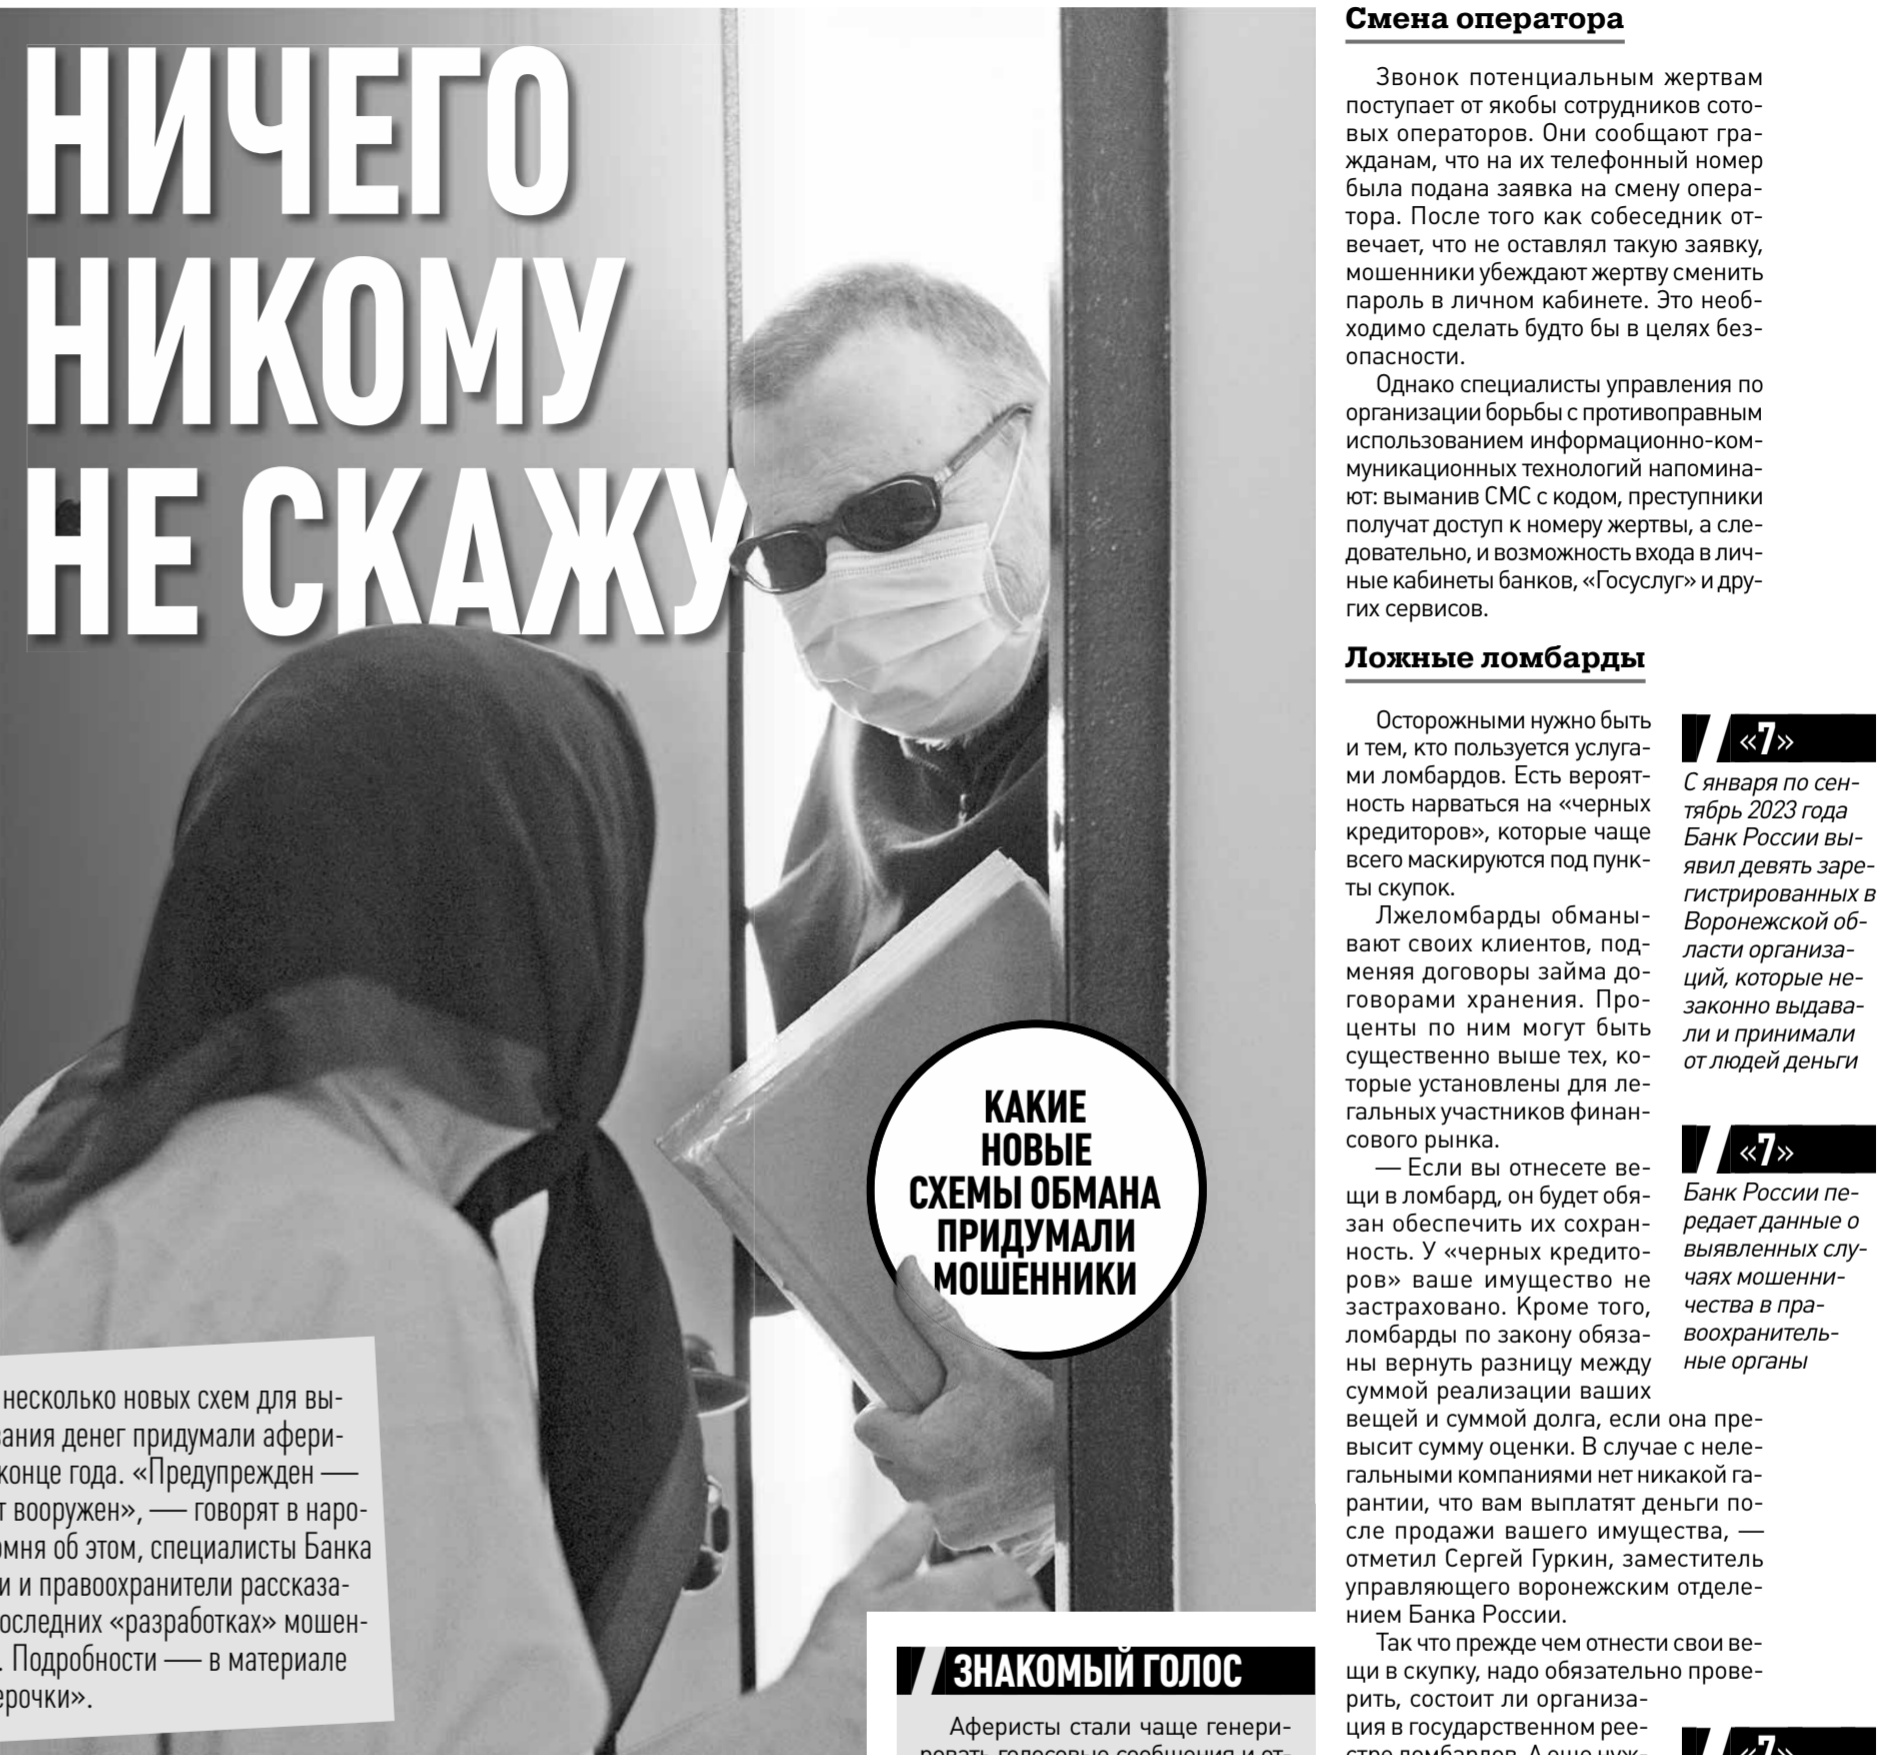 НИЧЕГО
НИКОМУ
НЕ СКАЖУ
КАКИЕ
НОВЫЕ
СХЕМЫ ОБМАНА
ПРИДУМАЛИ
МОШЕННИКИ
несколько новых схем для вы-
денег придумали афери-
конце года. «Предупрежден —
вооружен», — говорят в наро-
об этом, специалисты Банка
и правоохранители рассказа-
«разработках» мошен-
. Подробности — в материале
ЗНАКОМЫЙ ГОЛОС
Аферисты стали чаще генери-
ровать голосовые сообщения и от-
Смена оператора
Звонок потенциальным жертвам
поступает от якобы сотрудников сото-
вых операторов. Они сообщают гра-
жданам, что на их телефонный номер
была подана заявка на смену опера-
тора. После того как собеседник от-
вечает, что не оставлял такую заявку,
мошенники убеждают жертву сменить
пароль в личном кабинете. Это необ-
ходимо сделать будто бы в целях без-
опасности.
Однако специалисты управления по
организации борьбы с противоправным
использованием информационно-ком-
муникационных технологий напомина-
ют: выманив СМС с кодом, преступники
получат доступ к номеру жертвы, а сле-
довательно, и возможность входа в лич-
ные кабинеты банков, «Госуслуг» и дру-
гих сервисов.
Ложные ломбарды
Осторожными нужно быть
и тем, кто пользуется услуга-
ми ломбардов. Есть вероят-
ность нарваться на «черных
кредиторов», которые чаще
всего маскируются под пунк-
ты скупок.
Лжеломбарды обманы-
вают своих клиентов, под-
меняя договоры займа до-
говорами хранения. Про-
центы по ним могут быть
существенно выше тех, ко-
торые установлены для ле-
гальных участников финан-
сового рынка.
— Если вы отнесете ве-
щи в ломбард, он будет обя-
зан обеспечить их сохран-
ность. У «черных кредито-
ров» ваше имущество не
застраховано. Кроме того,
ломбарды по закону обяза-
ны вернуть разницу между
суммой реализации ваших
вещей и суммой долга, если она пре-
высит сумму оценки. В случае с неле-
гальными компаниями нет никакой га-
рантии, что вам выплатят деньги по-
сле продажи вашего имущества, —
отметил Сергей Гуркин, заместитель
управляющего воронежским отделе-
нием Банка России.
Так что прежде чем отнести свои ве-
щи в скупку, надо обязательно прове-
рить, состоит ли организа-
ция в государственном рее-
стре ломбардов. А еще нуж-
«7»
С января по сен-
тябрь 2023 года
Банк России вы-
явил девять заре-
гистрированных в
Воронежской об-
ласти организа-
ций, которые не-
законно выдава-
ли и принимали
от людей деньги
«7»
Банк России пе-
редает данные о
выявленных слу-
чаях мошенни-
чества в пра-
воохранитель-
ные органы
«7»